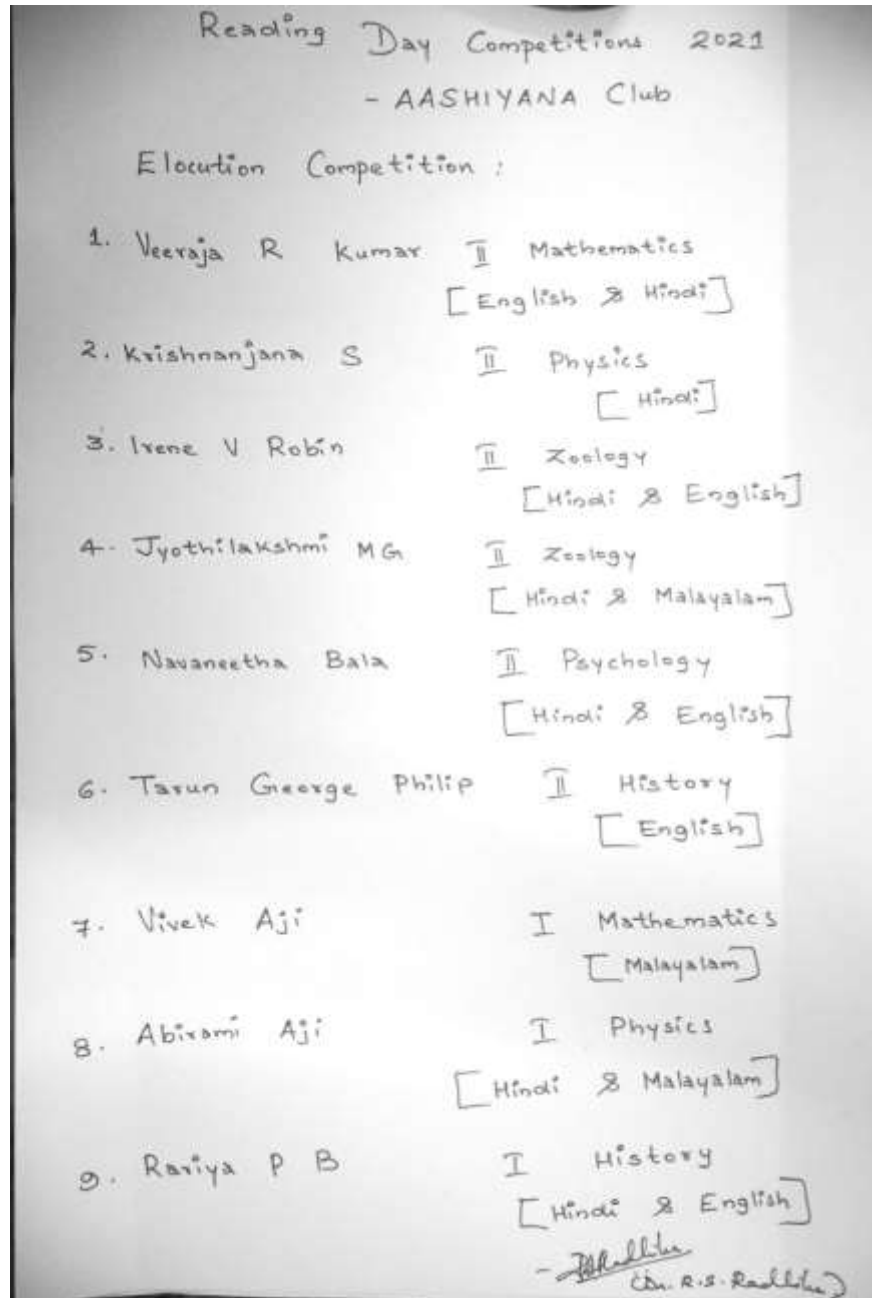 Reading Day Competitions 2021
- AASHIYANA Club
Elocution Competition :
1. Veeraja R Kumar II Mathematics
[English & Hindi]
2. Krishnanjana S II Physics
[Hindi]
3. Irene V Robin II Zoology
[Hindi & English]
4. Jyothilakshmi M G II Zoology
[Hindi & Malayalam]
5. Navaneetha Bala II Psychology
[Hindi & English]
6. Tarun George Philip II History
[English]
7. Vivek Aji I Mathematics
[Malayalam]
8. Abirami Aji I Physics
[Hindi & Malayalam]
9. Rariya P B I History
[Hindi & English]
(Dr. R.S. Radhika)